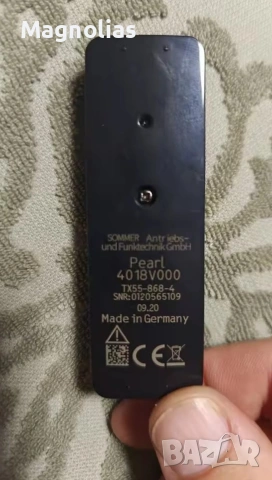 Magnolias
SOMMER Antriebs-
und Funktechnik GmbH
Pearl
4018V000
TX55-868-4
SNR:0120565109
09.20
Made in Germany
CE
BAZAR